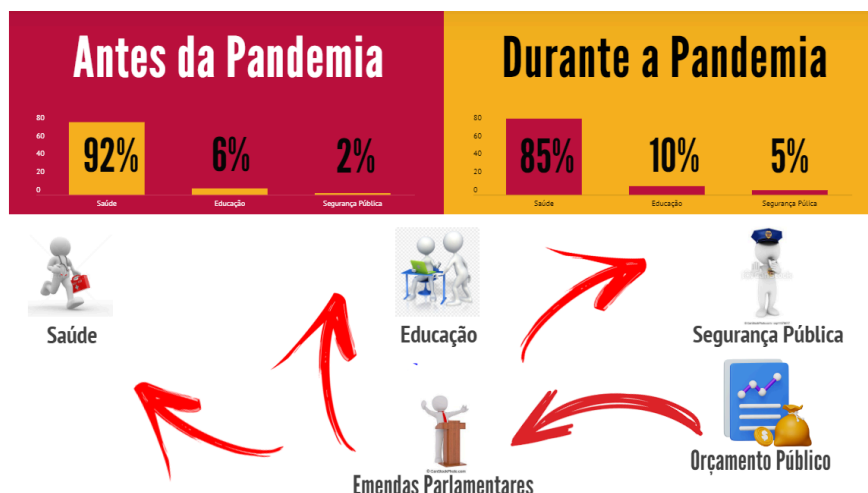 Antes da Pandemia
80
60
40
20
0
92%
6%
2%
Saúde
Educação
Segurança Pública
Durante a Pandemia
80
60
40
20
0
85%
10%
5%
Saúde
Educação
Segurança Púlica
Saúde
Educação
Segurança Pública
Emendas Parlamentares
Orçamento Público